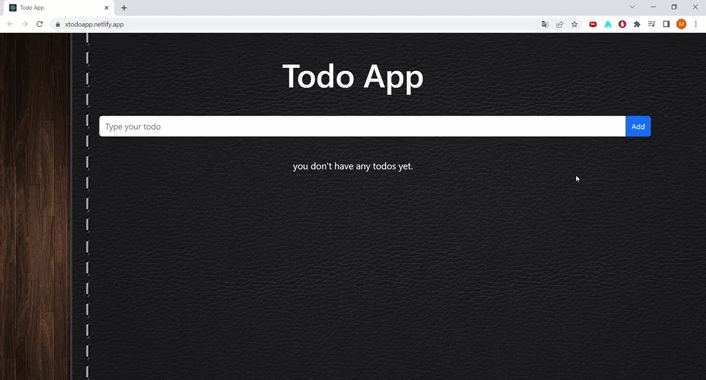 Todo App
xtodoapp.netlify.app
M
Todo App
Type your todo
Add
you don't have any todos yet.